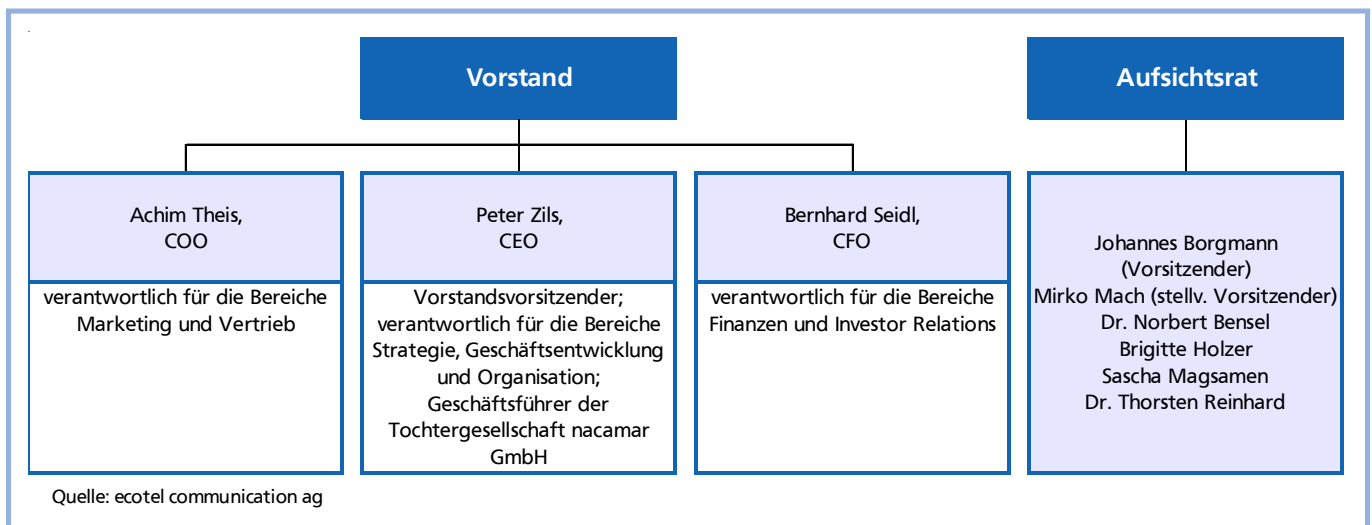 Vorstand
Aufsichtsrat
Achim Theis,
COO
Peter Zils,
CEO
Bernhard Seidl,
CFO
verantwortlich für die Bereiche
Marketing und Vertrieb
Vorstandsvorsitzender;
verantwortlich für die Bereiche
Strategie, Geschäftsentwicklung
und Organisation;
Geschäftsführer der
Tochtergesellschaft nacamar
GmbH
verantwortlich für die Bereiche
Finanzen und Investor Relations
Johannes Borgmann
(Vorsitzender)
Mirko Mach (stellv. Vorsitzender)
Dr. Norbert Bensel
Brigitte Holzer
Sascha Magsamen
Dr. Thorsten Reinhard
Quelle: ecotel communication ag